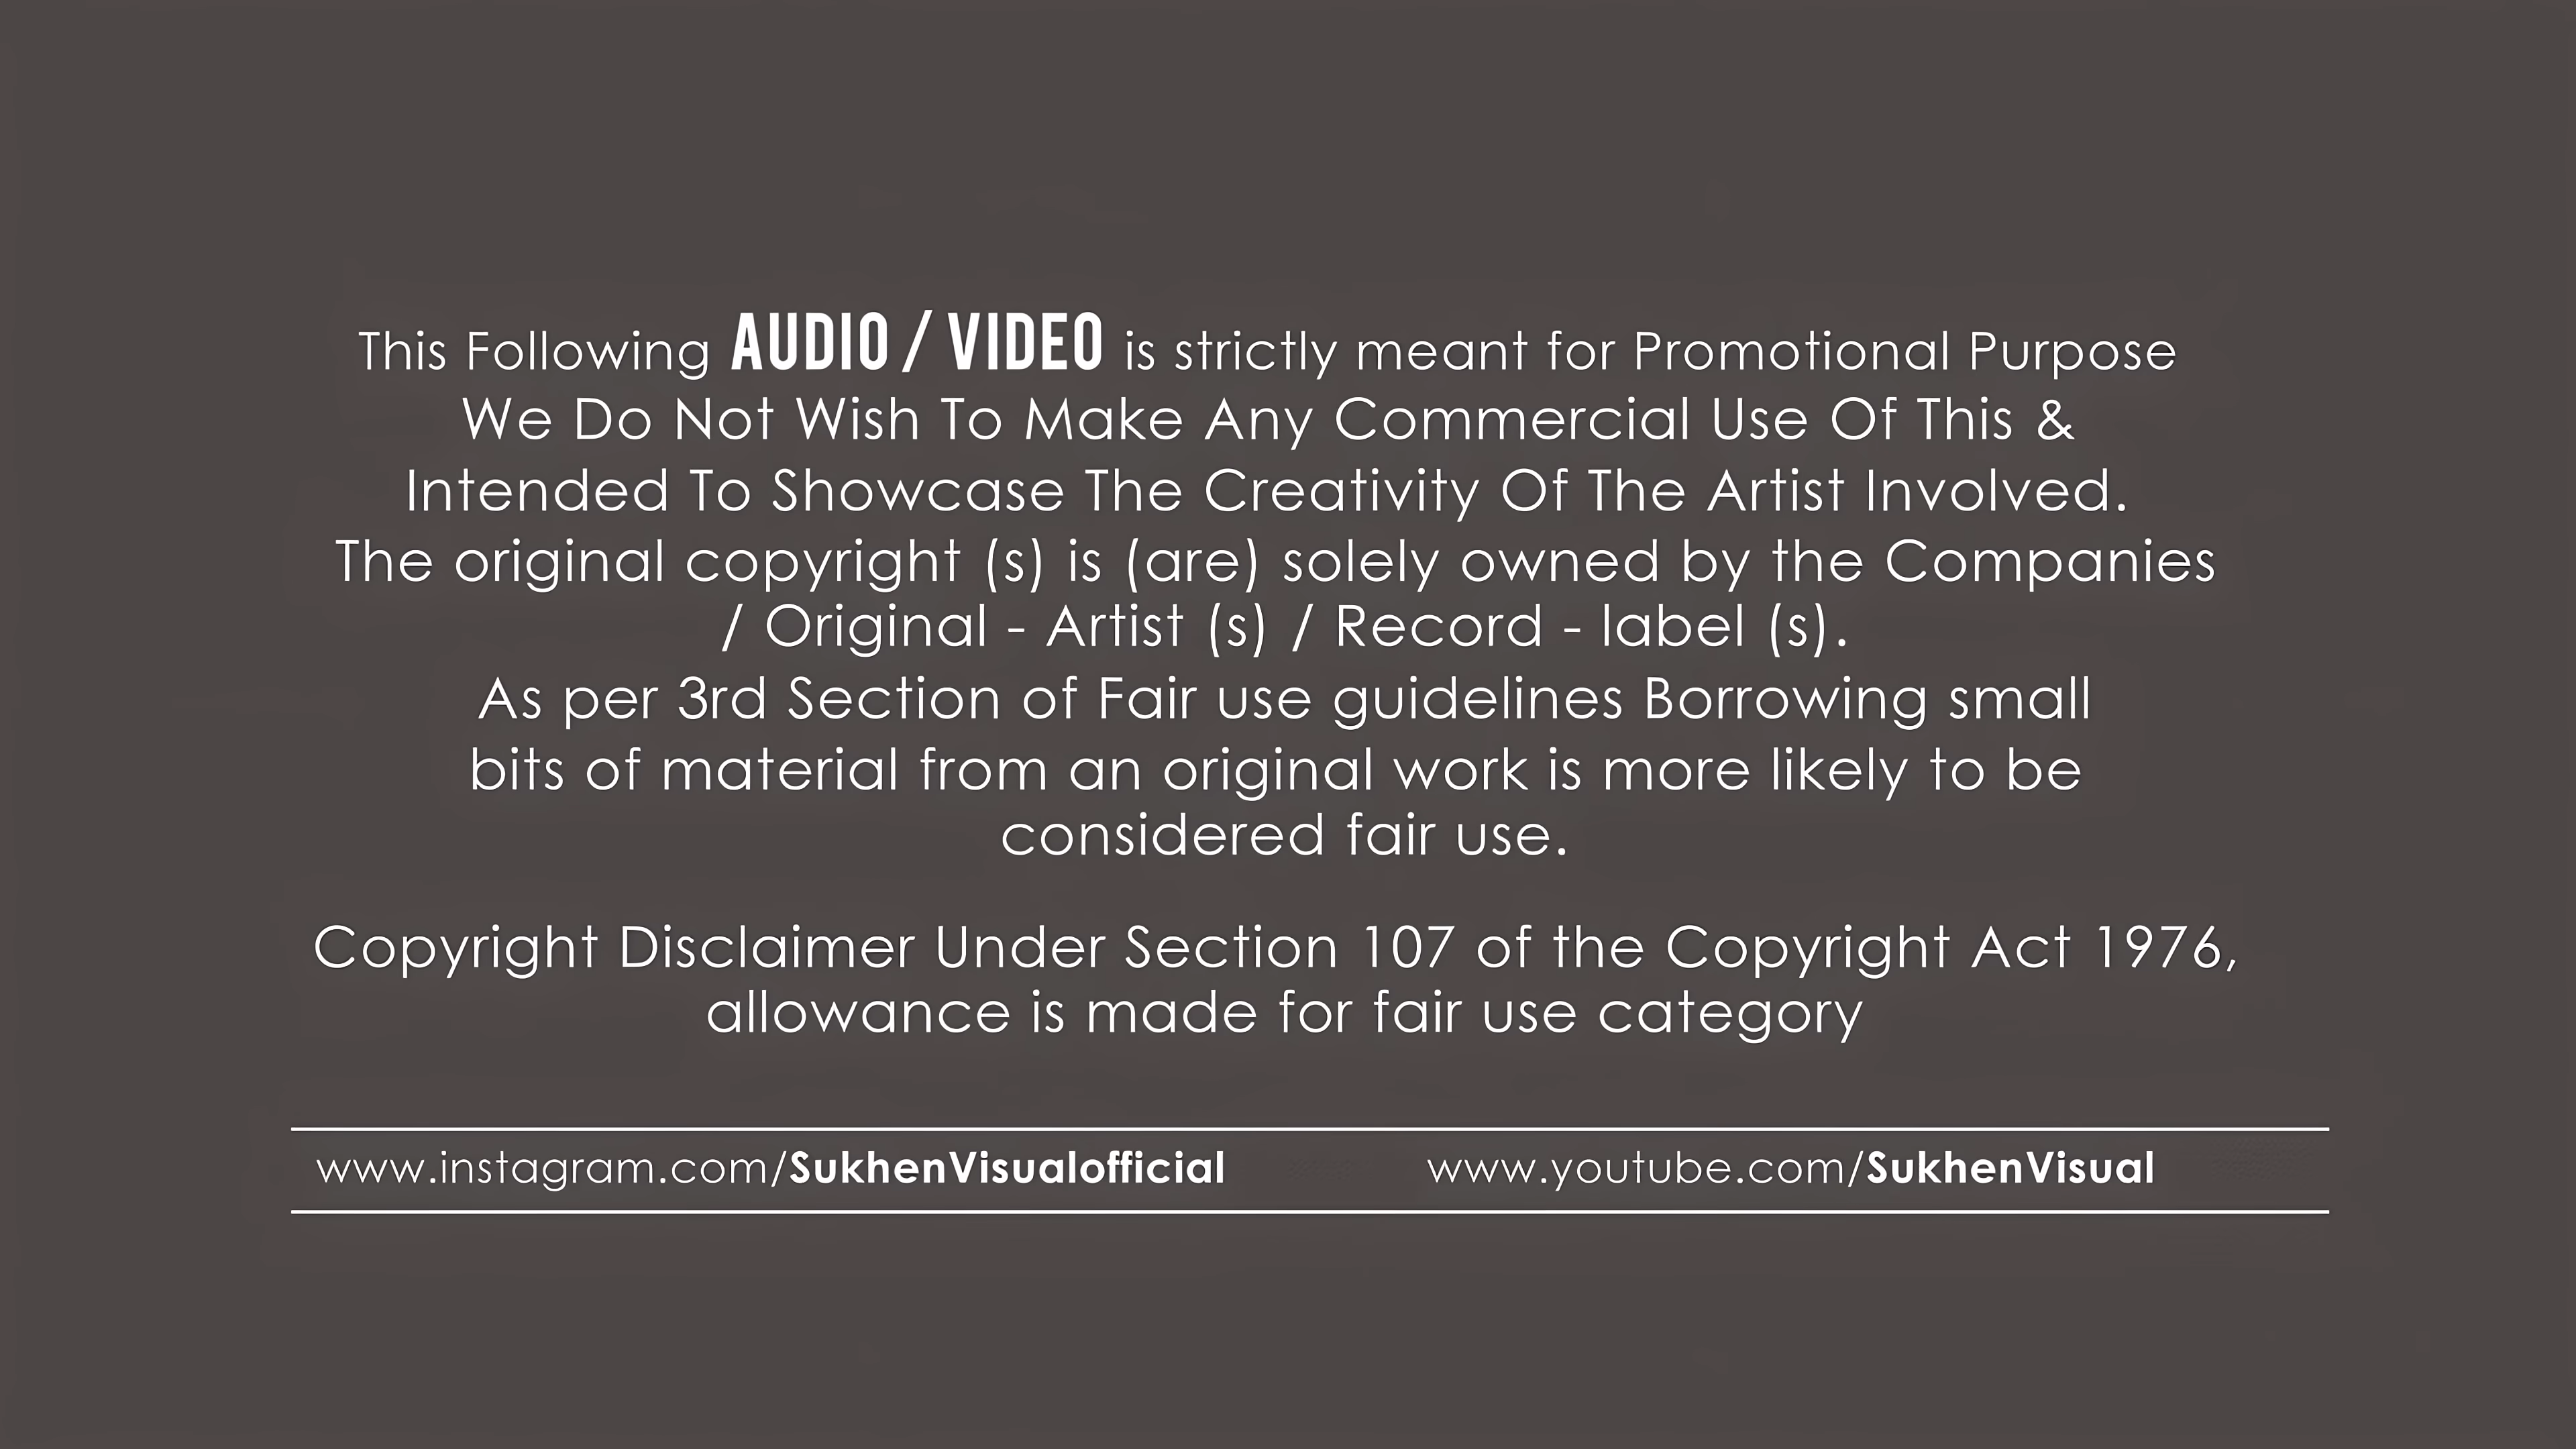 This Following AUDIO / VIDEO is strictly meant for Promotional Purpose
We Do Not Wish To Make Any Commercial Use Of This &
Intended To Showcase The Creativity Of The Artist Involved.
The original copyright (s) is (are) solely owned by the Companies
/ Original - Artist (s) / Record - label (s).
As per 3rd Section of Fair use guidelines Borrowing small
bits of material from an original work is more likely to be
considered fair use.
Copyright Disclaimer Under Section 107 of the Copyright Act 1976,
allowance is made for fair use category
www.instagram.com/SukhenVisualofficial www.youtube.com/SukhenVisual